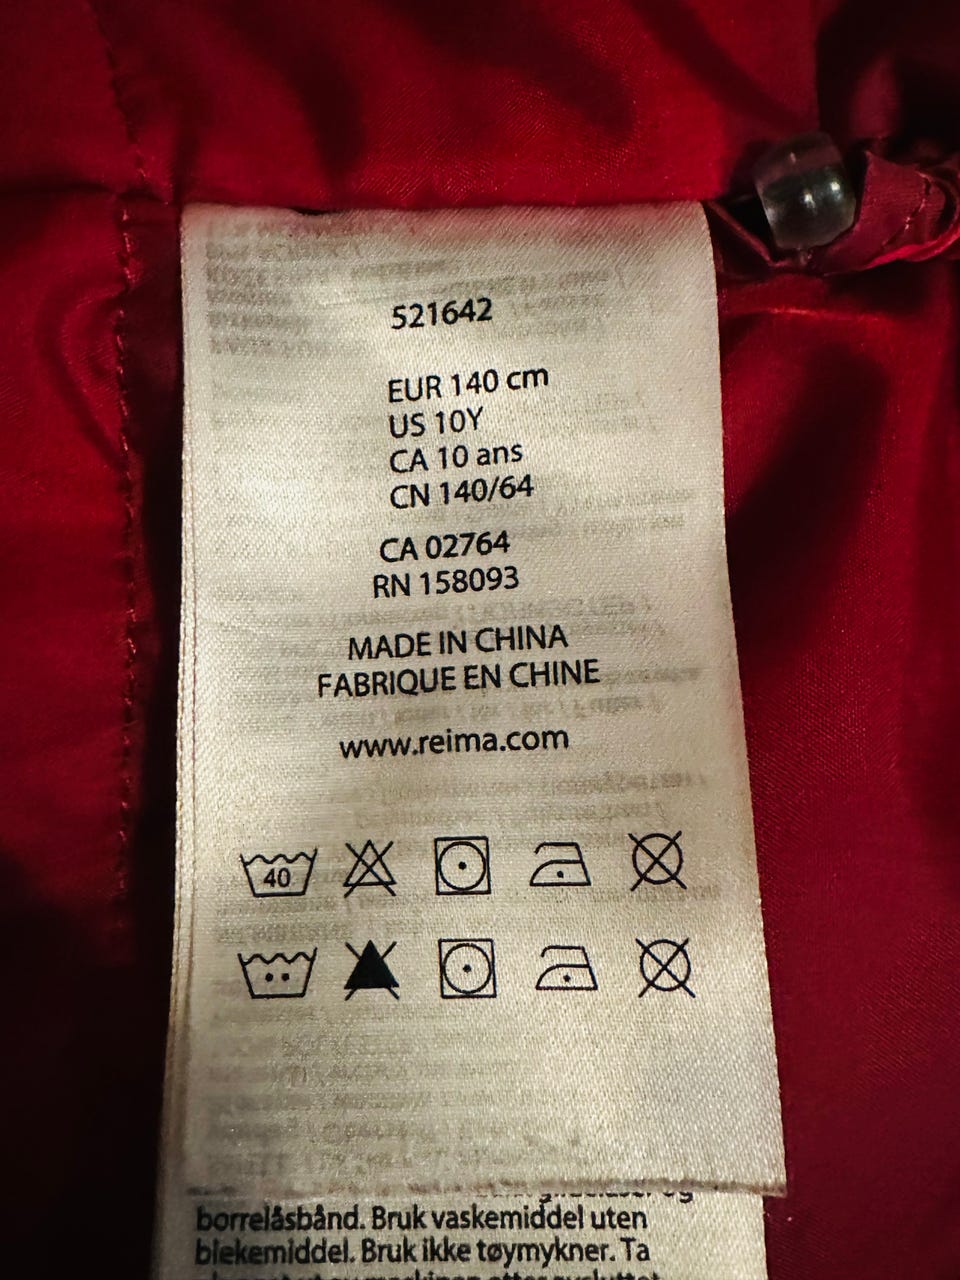 521642
EUR 140 cm
US 10Y
CA 10 ans
CN 140/64
CA 02764
RN 158093
MADE IN CHINA
FABRIQUE EN CHINE
www.reima.com
40
og
borrelåsbånd. Bruk vaskemiddel uten
blekemiddel. Bruk ikke tøymykner. Ta